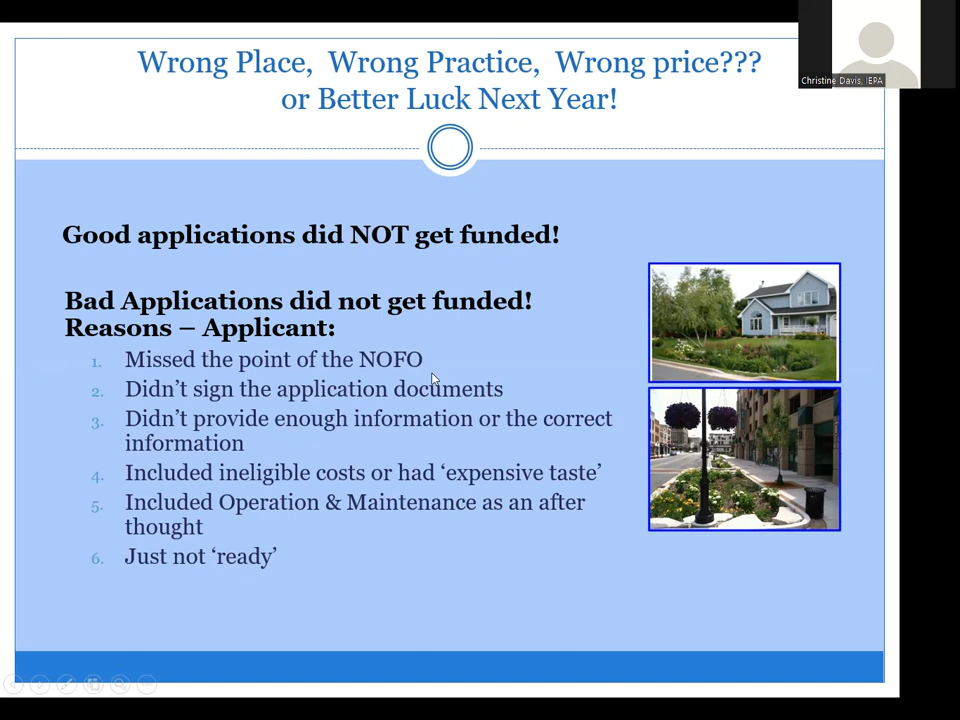 Wrong Place, Wrong Practice, Wrong price???
or Better Luck Next Year!
Christine Davis, IEPA
Good applications did NOT get funded!
Bad Applications did not get funded!
Reasons – Applicant:
1. Missed the point of the NOFO
2. Didn’t sign the application documents
3. Didn’t provide enough information or the correct
information
4. Included ineligible costs or had ‘expensive taste’
5. Included Operation & Maintenance as an after
thought
6. Just not ‘ready’